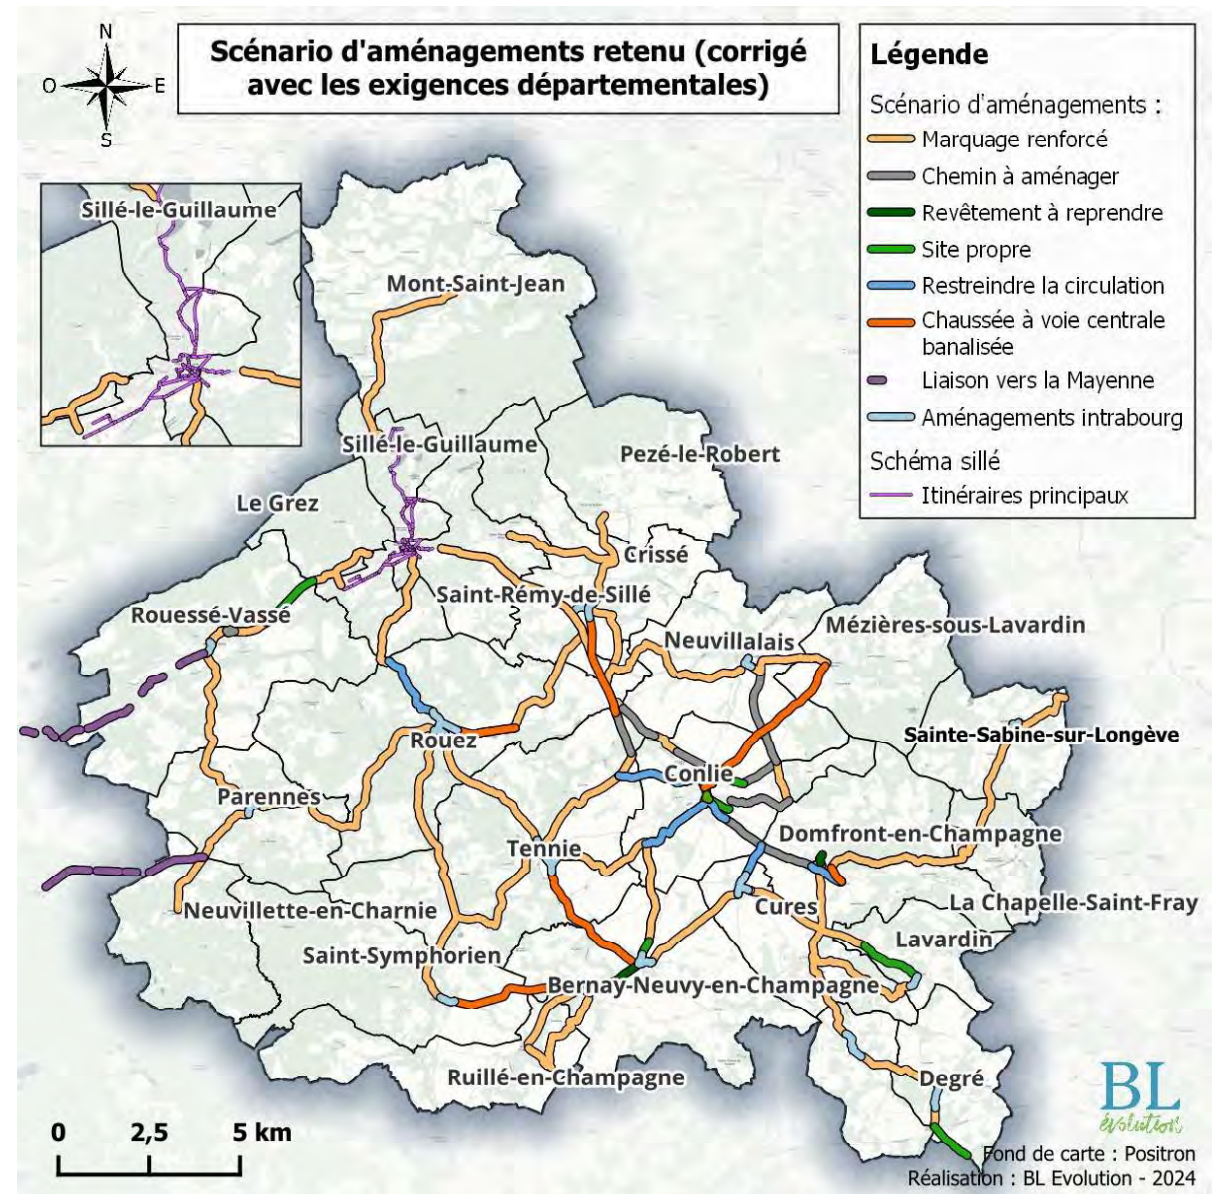 N
O
E
S
Scénario d'aménagements retenu (corrigé
avec les exigences départementales)
Légende
Scénario d'aménagements :
Marquage renforcé
Chemin à aménager
Revêtement à reprendre
Site propre
Restreindre la circulation
Chaussée à voie centrale
banalisée
Liaison vers la Mayenne
Aménagements intrabourg
Schéma sillé
Itinéraires principaux
Sillé-le-Guillaume
Mont-Saint-Jean
Sillé-le-Guillaume
Pezé-le-Robert
Le Grez
Crissé
Saint-Rémy-de-Sillé
Rouessé-Vassé
Neuvillalais
Mézières-sous-Lavardin
Sainte-Sabine-sur-Longève
Rouez
Conlie
Parennes
Domfront-en-Champagne
Tennie
La Chapelle-Saint-Fray
Neuvillette-en-Charnie
Cures
Lavardin
Saint-Symphorien
Bernay-Neuvy-en-Champagne
Ruillé-en-Champagne
Degré
BL
évolution
0 2,5 5 km
Fond de carte : Positron
Réalisation : BL Evolution - 2024